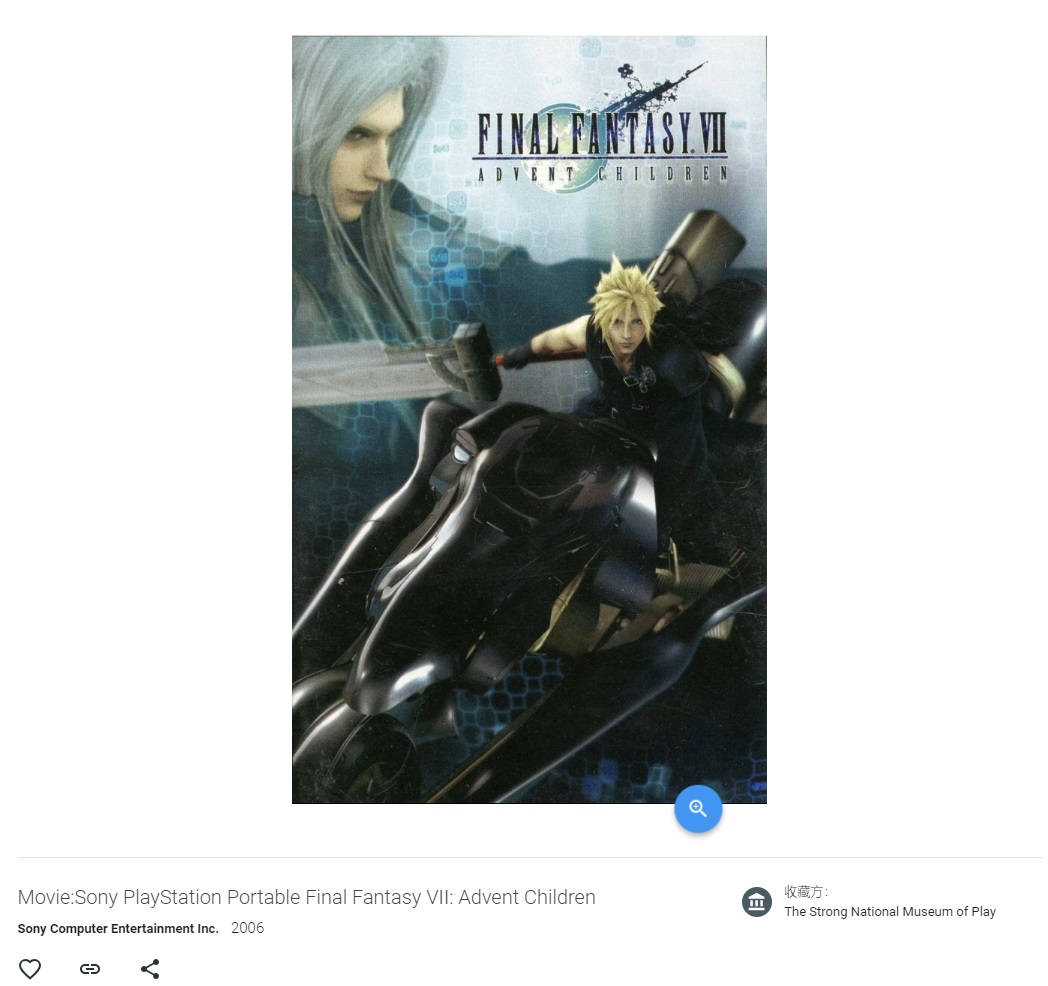 FINAL FANTASY. VII
ADVENT CHILDREN
Movie:Sony PlayStation Portable Final Fantasy VII: Advent Children
Sony Computer Entertainment Inc. 2006
收藏方：
The Strong National Museum of Play